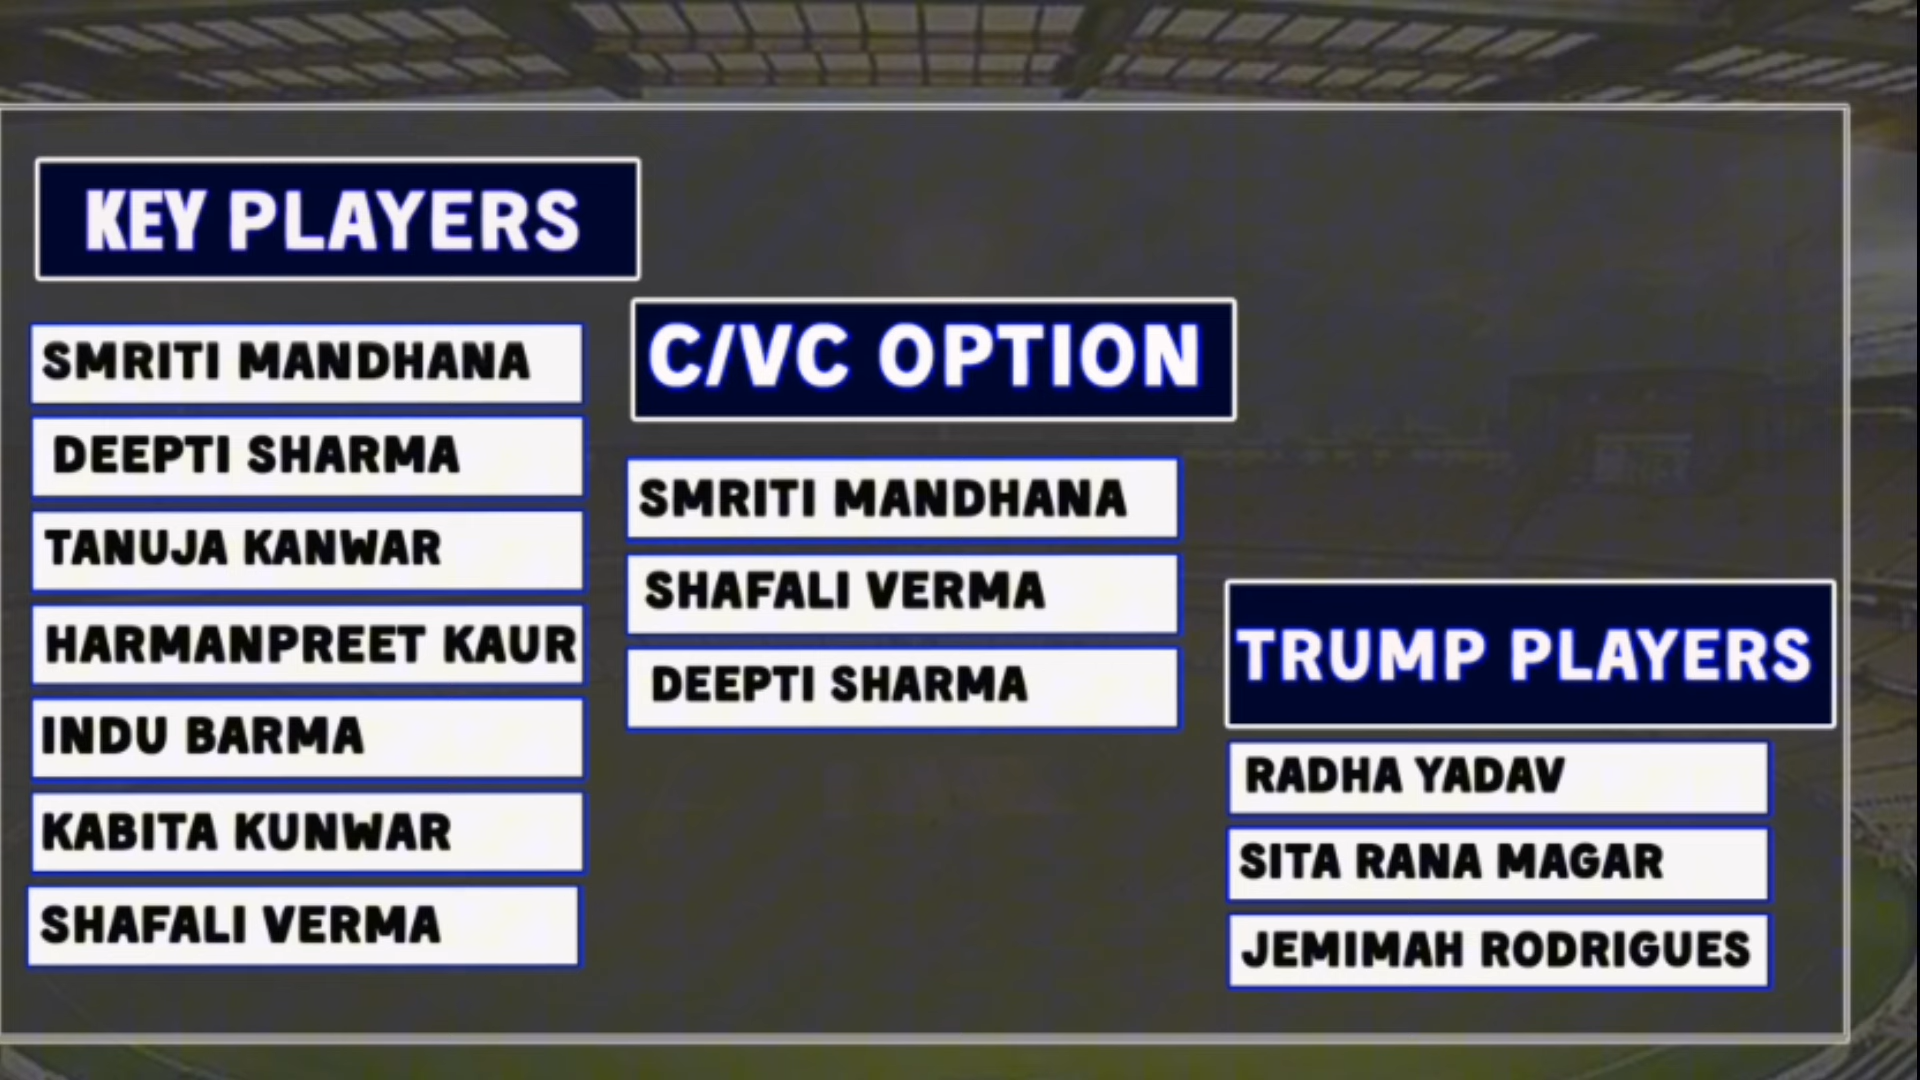 KEY PLAYERS
SMRITI MANDHANA
DEEPTI SHARMA
TANUJA KANWAR
HARMANPREET KAUR
INDU BARMA
KABITA KUNWAR
SHAFALI VERMA
C/VC OPTION
SMRITI MANDHANA
SHAFALI VERMA
DEEPTI SHARMA
TRUMP PLAYERS
RADHA YADAV
SITA RANA MAGAR
JEMIMAH RODRIGUES